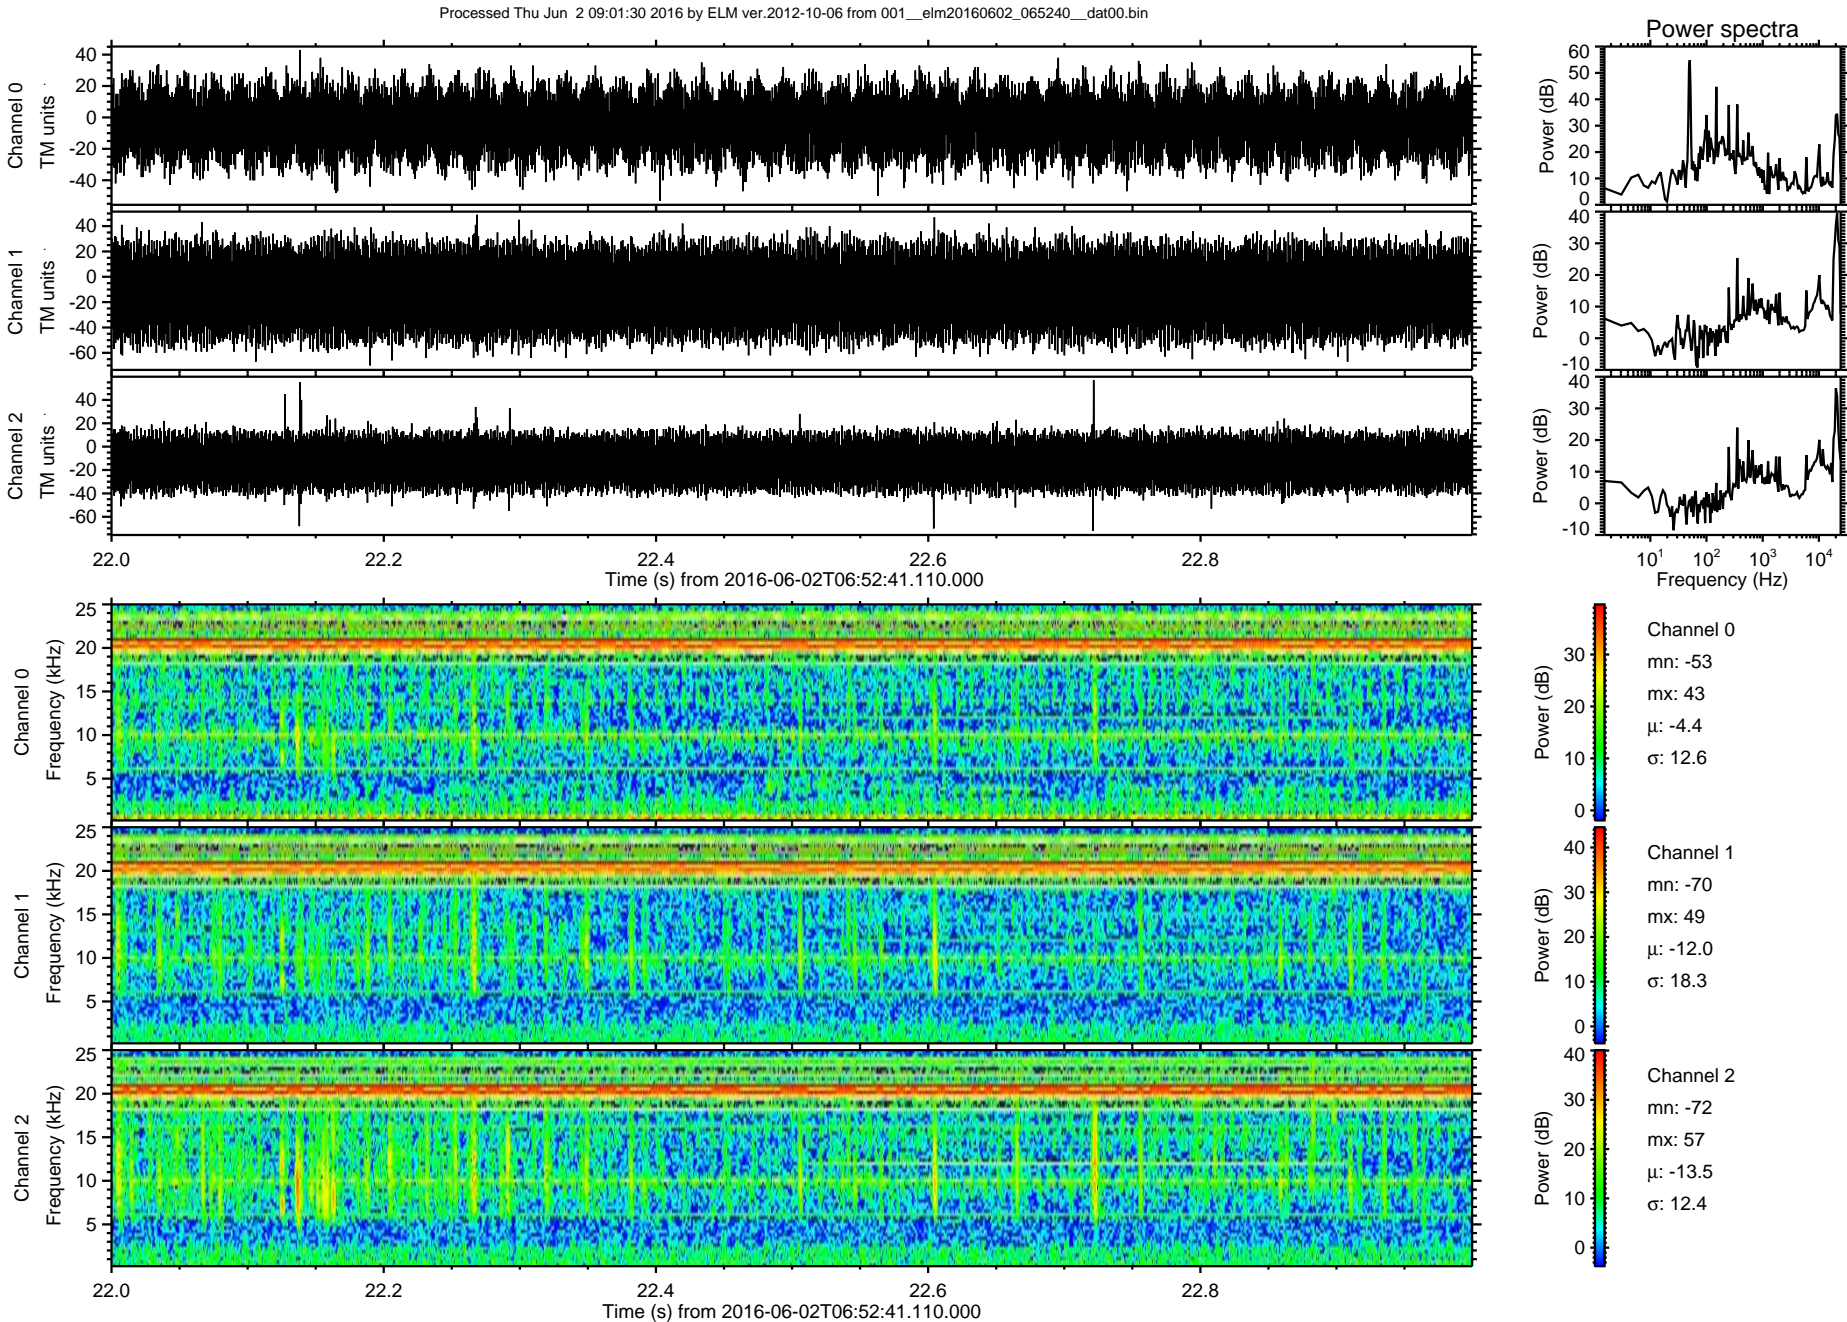 Processed Thu Jun  2 09:01:30 2016 by ELM ver.2012-10-06 from 001__elm20160602_065240__dat00.bin
Power spectra
Channel 0
TM units
40
20
0
-20
-40
Power (dB)
60
50
40
30
20
10
0
Channel 1
TM units
40
20
0
-20
-40
-60
Power (dB)
40
30
20
10
0
-10
Channel 2
TM units
40
20
0
-20
-40
-60
Power (dB)
40
30
20
10
0
-10
22.0 22.2 22.4 22.6 22.8
Time (s) from 2016-06-02T06:52:41.110.000
10^1 10^2 10^3 10^4
Frequency (Hz)
Channel 0
Frequency (kHz)
25
20
15
10
5
Power (dB)
30
20
10
0
Channel 0
mn: -53
mx: 43
μ: -4.4
σ: 12.6
Channel 1
Frequency (kHz)
25
20
15
10
5
Power (dB)
40
30
20
10
0
Channel 1
mn: -70
mx: 49
μ: -12.0
σ: 18.3
Channel 2
Frequency (kHz)
25
20
15
10
5
Power (dB)
40
30
20
10
0
Channel 2
mn: -72
mx: 57
μ: -13.5
σ: 12.4
22.0 22.2 22.4 22.6 22.8
Time (s) from 2016-06-02T06:52:41.110.000